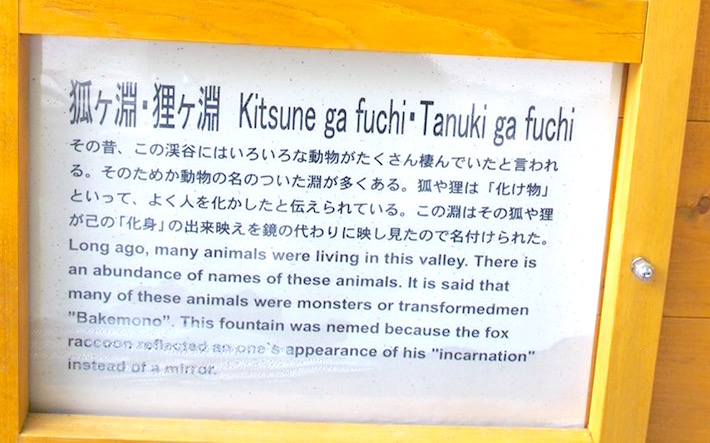 狐ヶ淵・狸ヶ淵 Kitsune ga fuchi・Tanuki ga fuchi
その昔、この渓谷にはいろいろな動物がたくさん棲んでいたと言われ
る。そのためか動物の名のついた淵が多くある。狐や狸は「化け物」
といって、よく人を化かしたと伝えられている。この淵はその狐や狸
が己の「化身」の出来映えを鏡の代わりに映し見たので名付けられた。
Long ago, many animals were living in this valley. There is
an abundance of names of these animals. It is said that
many of these animals were monsters or transformedmen
"Bakemono". This fountain was nemed because the fox
raccoon reflected an one`s appearance of his "incarnation"
instead of a mirror.